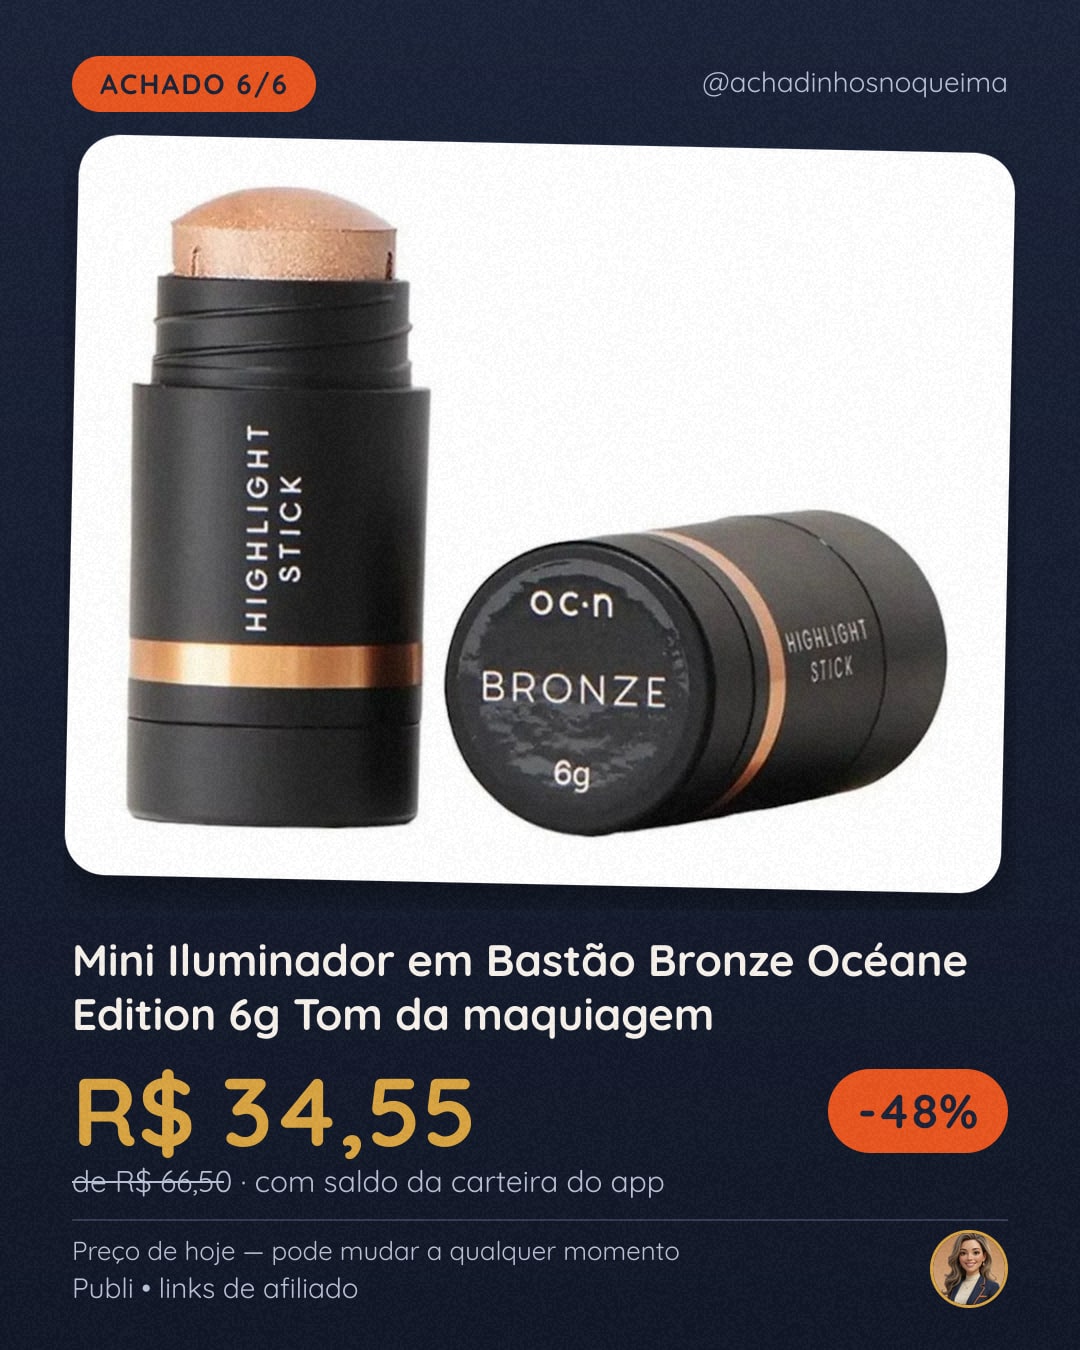 ACHADO 6/6
@achadinhosnoqueima
HIGHLIGHT
STICK
oc·n
BRONZE
6g
HIGHLIGHT
STICK
Mini Iluminador em Bastão Bronze Océane
Edition 6g Tom da maquiagem
R$ 34,55
-48%
de R$ 66,50 · com saldo da carteira do app
Preço de hoje — pode mudar a qualquer momento
Publi • links de afiliado